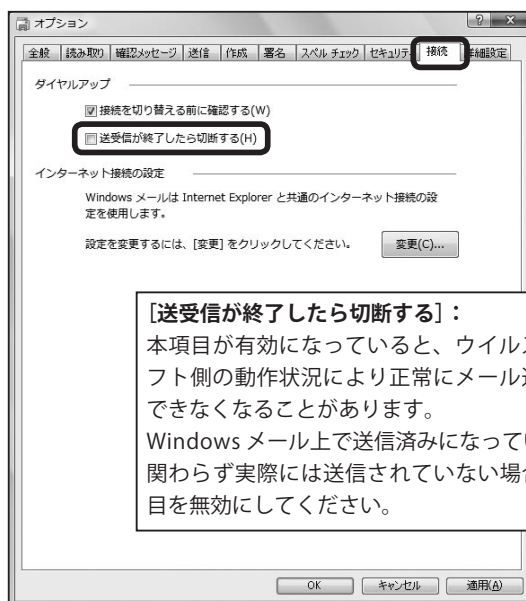 オプション
全般 読み取り 確認メッセージ 送信 作成 署名 スペル チェック セキュリティ 接続 詳細設定
ダイヤルアップ
接続を切り替える前に確認する(W)
送受信が終了したら切断する(H)
インターネット接続の設定
Windows メールは Internet Explorer と共通のインターネット接続の設
定を使用します。
設定を変更するには、[変更] をクリックしてください。 変更(C)...
[送受信が終了したら切断する]：
本項目が有効になっていると、ウイルス
フト側の動作状況により正常にメール
できなくなることがあります。
Windows メール上で送信済みになってい
関わらず実際には送信されていない場合
目を無効にしてください。
OK キャンセル 適用(A)